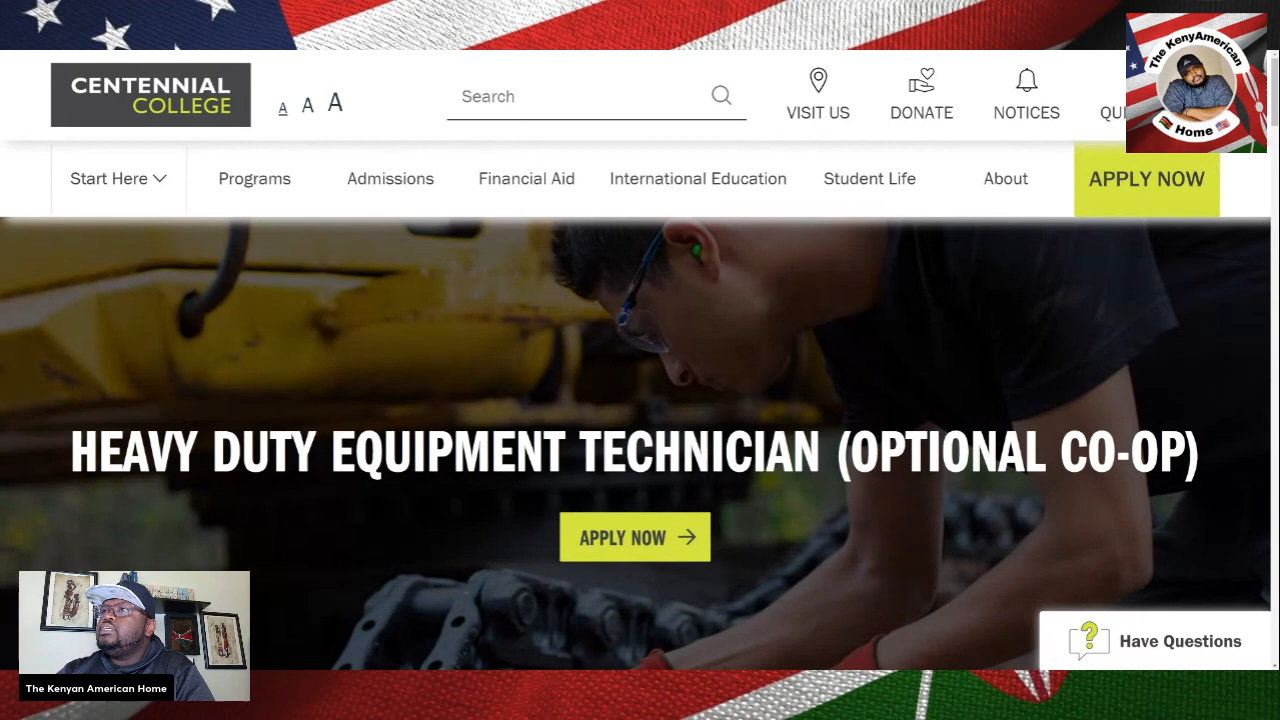 CENTENNIAL
COLLEGE
A A A
Search
VISIT US
DONATE
NOTICES
The KenyAmerican
Home
Start Here
Programs
Admissions
Financial Aid
International Education
Student Life
About
APPLY NOW
HEAVY DUTY EQUIPMENT TECHNICIAN (OPTIONAL CO-OP)
APPLY NOW
?
Have Questions
The Kenyan American Home